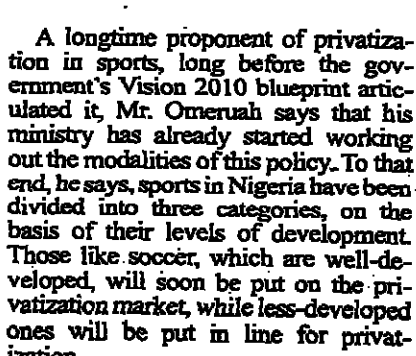 A longtime proponent of privatiza-
tion in sports, long before the gov-
ernment's Vision 2010 blueprint artic-
ulated it, Mr. Omeruah says that his
ministry has already started working
out the modalities of this policy. To that
end, he says, sports in Nigeria have been
divided into three categories, on the
basis of their levels of development.
Those like soccer, which are well-de-
veloped, will soon be put on the pri-
vatization market, while less-developed
ones will be put in line for privat-
ization.